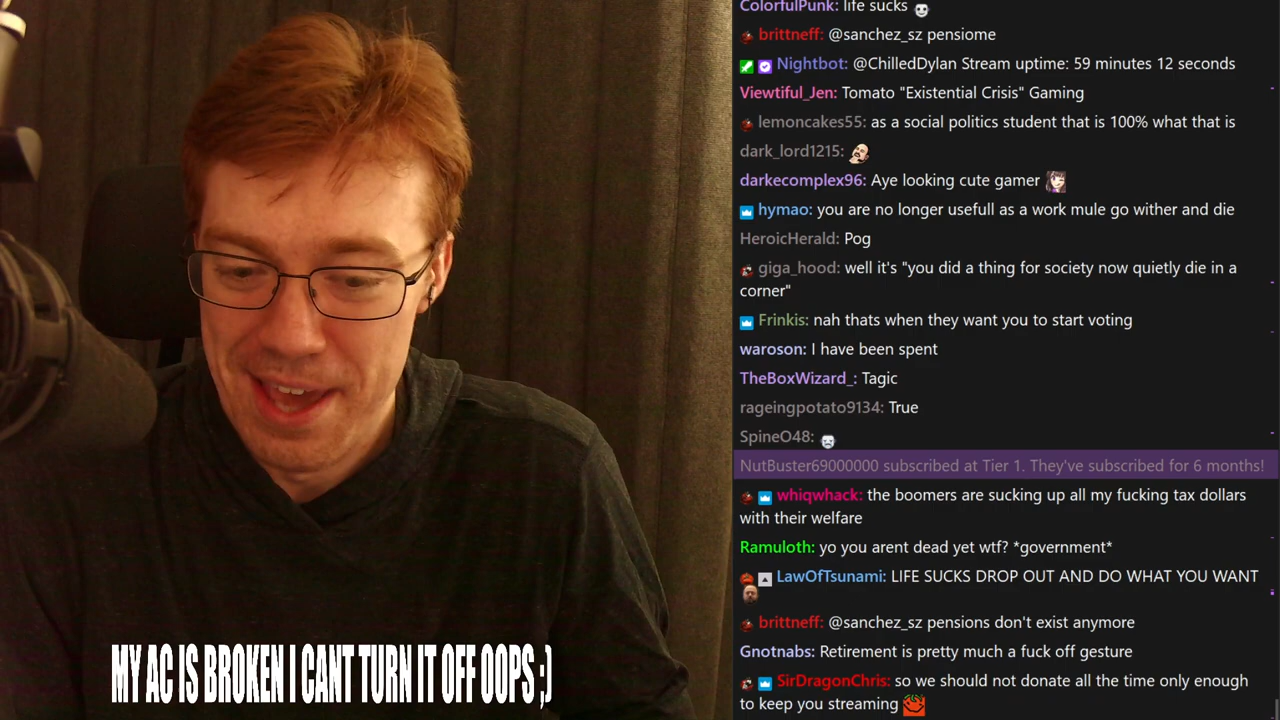 ColorfulPunk: life sucks
brittneff: @sanchez_sz pensiome
Nightbot: @ChilledDylan Stream uptime: 59 minutes 12 seconds
Viewtiful_Jen: Tomato "Existential Crisis" Gaming
lemoncakes55: as a social politics student that is 100% what that is
dark_lord1215:
darkecomplex96: Aye looking cute gamer
hymao: you are no longer usefull as a work mule go wither and die
HeroicHerald: Pog
giga_hood: well it's "you did a thing for society now quietly die in a
corner"
Frinkis: nah thats when they want you to start voting
waroson: I have been spent
TheBoxWizard_: Tagic
rageingpotato9134: True
SpineO48:
NutBuster69000000 subscribed at Tier 1. They've subscribed for 6 months!
whiqwhack: the boomers are sucking up all my fucking tax dollars
with their welfare
Ramuloth: yo you arent dead yet wtf? *government*
LawOfTsunami: LIFE SUCKS DROP OUT AND DO WHAT YOU WANT
brittneff: @sanchez_sz pensions don't exist anymore
Gnotnabs: Retirement is pretty much a fuck off gesture
SirDragonChris: so we should not donate all the time only enough
to keep you streaming
MY AC IS BROKEN I CANT TURN IT OFF OOPS ;)